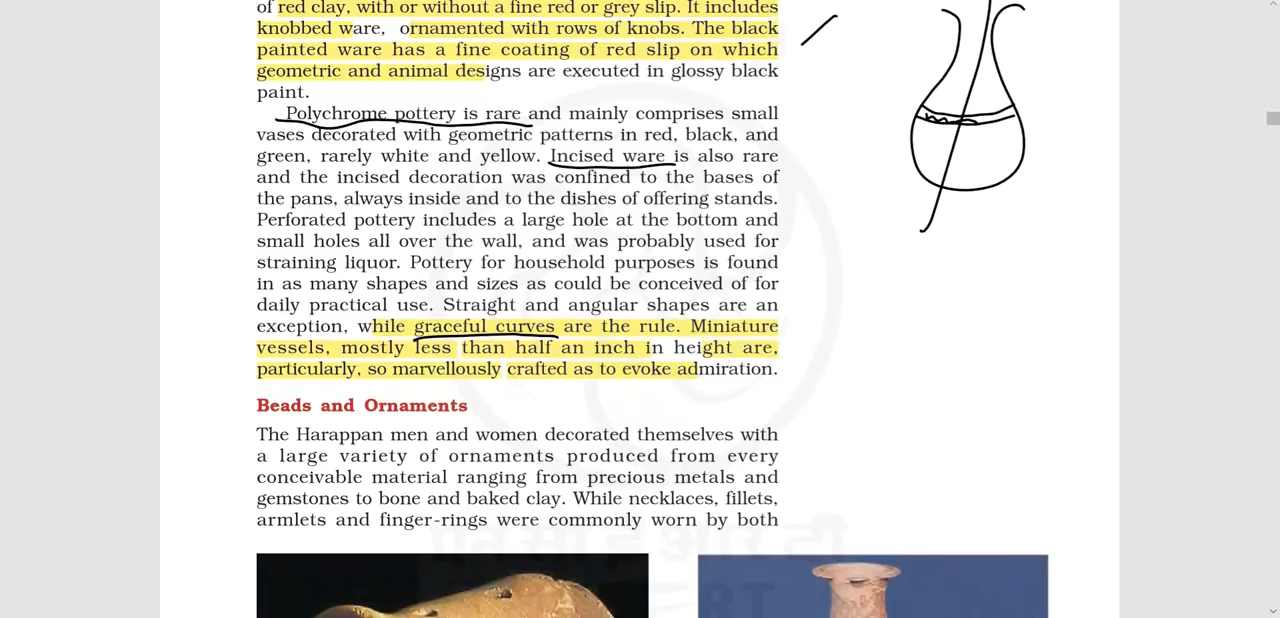 of red clay, with or without a fine red or grey slip. It includes
knobbed ware, ornamented with rows of knobs. The black
painted ware has a fine coating of red slip on which
geometric and animal designs are executed in glossy black
paint.
Polychrome pottery is rare and mainly comprises small
vases decorated with geometric patterns in red, black, and
green, rarely white and yellow. Incised ware is also rare
and the incised decoration was confined to the bases of
the pans, always inside and to the dishes of offering stands.
Perforated pottery includes a large hole at the bottom and
small holes all over the wall, and was probably used for
straining liquor. Pottery for household purposes is found
in as many shapes and sizes as could be conceived of for
daily practical use. Straight and angular shapes are an
exception, while graceful curves are the rule. Miniature
vessels, mostly less than half an inch in height are,
particularly, so marvellously crafted as to evoke admiration.
Beads and Ornaments
The Harappan men and women decorated themselves with
a large variety of ornaments produced from every
conceivable material ranging from precious metals and
gemstones to bone and baked clay. While necklaces, fillets,
armlets and finger-rings were commonly worn by both